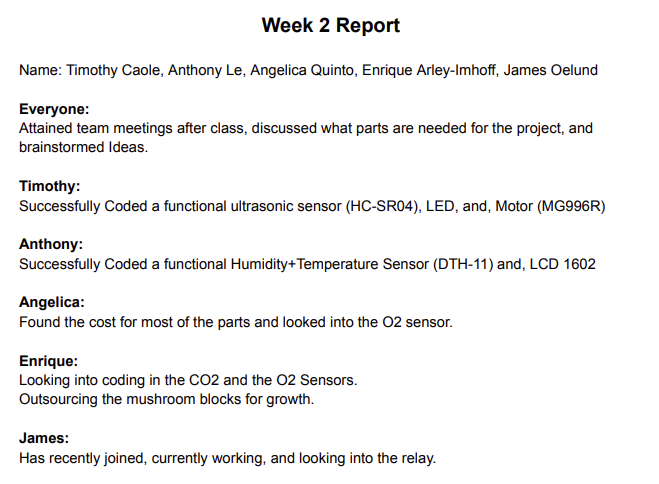 Week 2 Report
Name: Timothy Caole, Anthony Le, Angelica Quinto, Enrique Arley-Imhoff, James Oelund
Everyone:
Attained team meetings after class, discussed what parts are needed for the project, and
brainstormed Ideas.
Timothy:
Successfully Coded a functional ultrasonic sensor (HC-SR04), LED, and, Motor (MG996R)
Anthony:
Successfully Coded a functional Humidity+Temperature Sensor (DTH-11) and, LCD 1602
Angelica:
Found the cost for most of the parts and looked into the O2 sensor.
Enrique:
Looking into coding in the CO2 and the O2 Sensors.
Outsourcing the mushroom blocks for growth.
James:
Has recently joined, currently working, and looking into the relay.